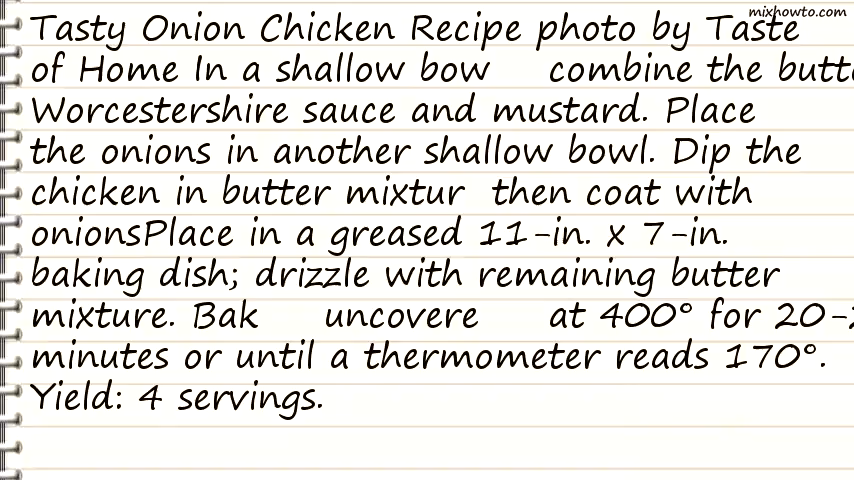 mixhowto.com
Tasty Onion Chicken Recipe photo by Taste
of Home In a shallow bow combine the butt
Worcestershire sauce and mustard. Place
the onions in another shallow bowl. Dip the
chicken in butter mixtur then coat with
onionsPlace in a greased 11-in. x 7-in.
baking dish; drizzle with remaining butter
mixture. Bak uncovere at 400° for 20-
minutes or until a thermometer reads 170°.
Yield: 4 servings.